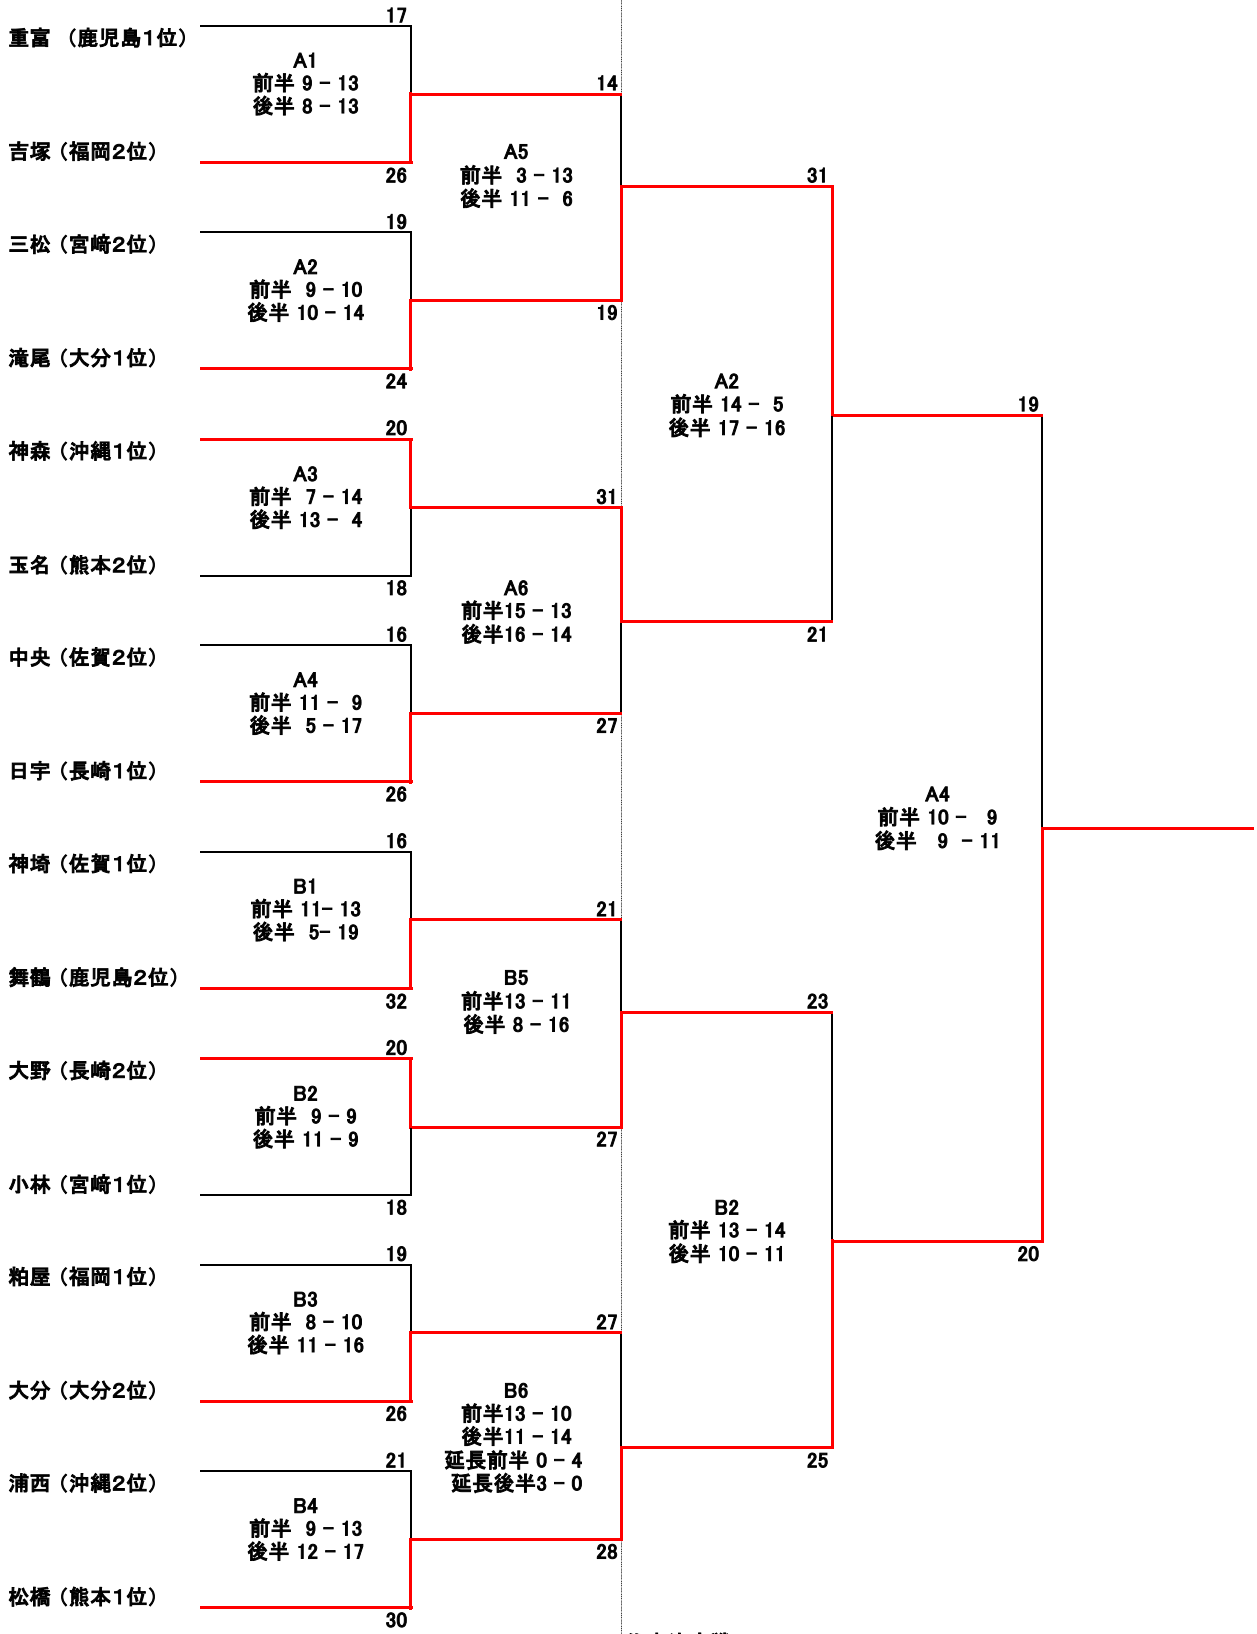 17
重富 （鹿児島１位）
A1
前半 9 − 13
後半 8 − 13
14
吉塚（福岡２位）
26
A5
前半 3 − 13
後半 11 − 6
31
19
三松（宮崎２位）
A2
前半 9 − 10
後半 10 − 14
19
滝尾（大分１位）
24
A2
前半 14 − 5
後半 17 − 16
19
20
神森（沖縄１位）
A3
前半 7 − 14
後半 13 − 4
31
玉名（熊本２位）
18
A6
前半15 − 13
後半16 − 14
21
16
中央（佐賀２位）
A4
前半 11 − 9
後半 5 − 17
27
日宇（長崎１位）
26
A4
前半 10 − 9
後半 9 − 11
16
神埼（佐賀１位）
B1
前半 11− 13
後半 5− 19
21
舞鶴（鹿児島２位）
32
B5
前半13 − 11
後半 8 − 16
23
20
大野（長崎２位）
B2
前半 9 − 9
後半 11 − 9
27
小林（宮崎１位）
18
B2
前半 13 − 14
後半 10 − 11
20
19
粕屋（福岡１位）
B3
前半 8 − 10
後半 11 − 16
27
大分（大分２位）
26
B6
前半13 − 10
後半11 − 14
延長前半 0 − 4
延長後半3 − 0
25
21
浦西（沖縄２位）
B4
前半 9 − 13
後半 12 − 17
28
松橋（熊本１位）
30